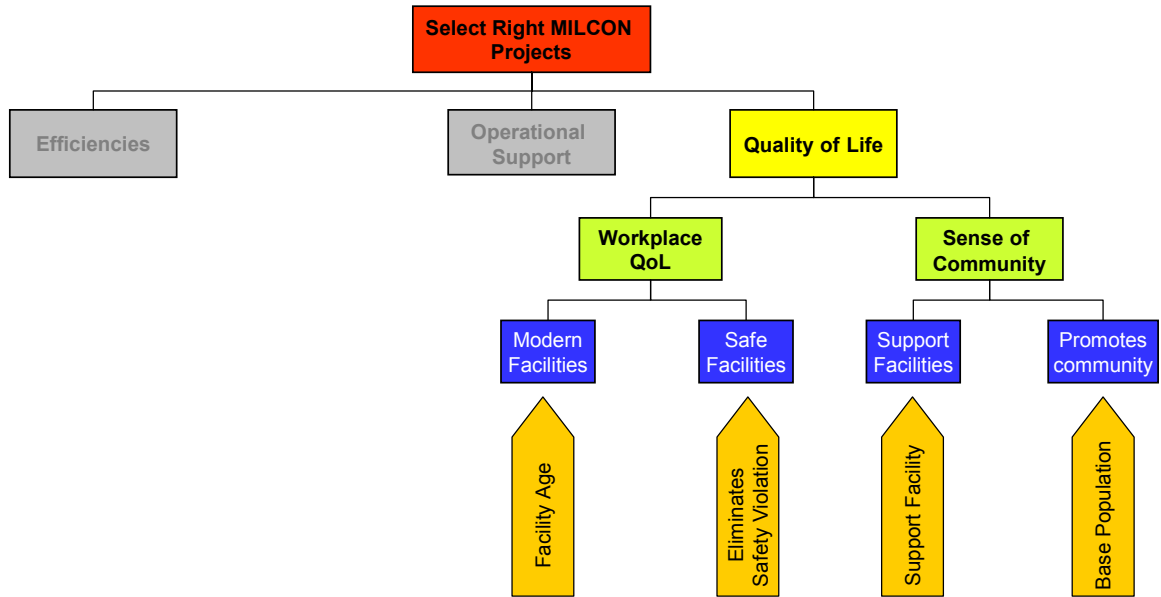 Select Right MILCON
Projects
Efficiencies
Operational
Support
Quality of Life
Workplace
QoL
Sense of
Community
Modern
Facilities
Safe
Facilities
Support
Facilities
Promotes
community
Facility Age
Eliminates
Safety Violation
Support Facility
Base Population